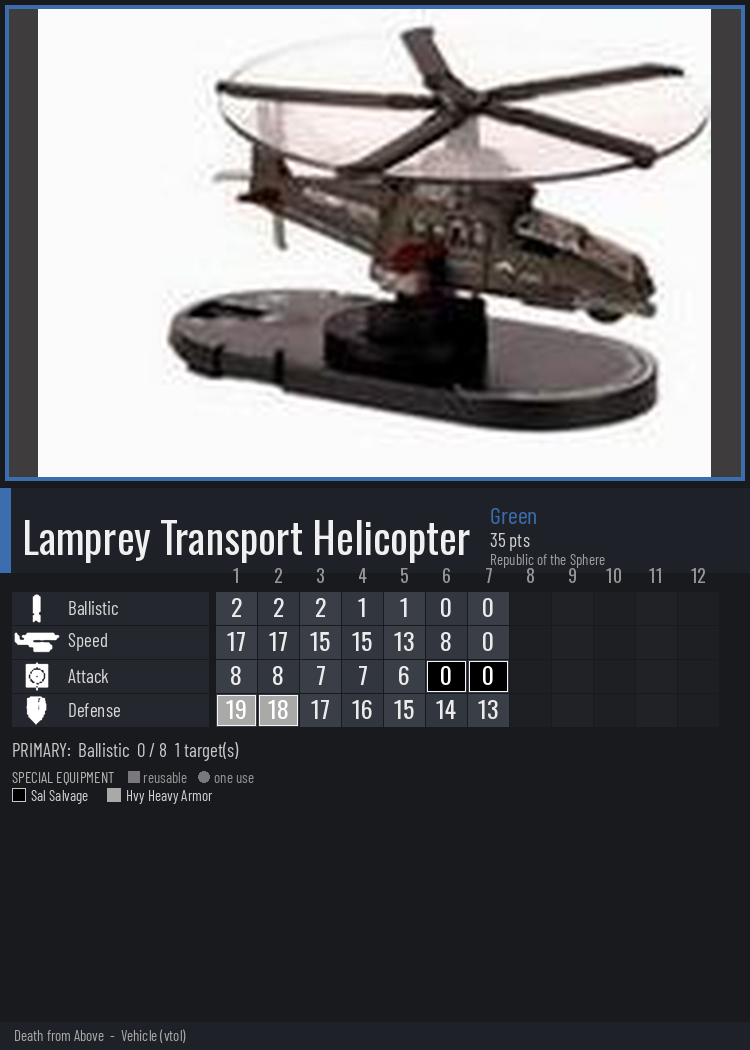 Lamprey Transport Helicopter
Green
35 pts
Republic of the Sphere
1 2 3 4 5 6 7 8 9 10 11 12
Ballistic 2 2 2 1 1 0 0
Speed 17 17 15 15 13 8 0
Attack 8 8 7 7 6 0 0
Defense 19 18 17 16 15 14 13
PRIMARY: Ballistic 0 / 8 1 target(s)
SPECIAL EQUIPMENT reusable one use
Sal Salvage Hvy Heavy Armor
Death from Above - Vehicle (vtol)